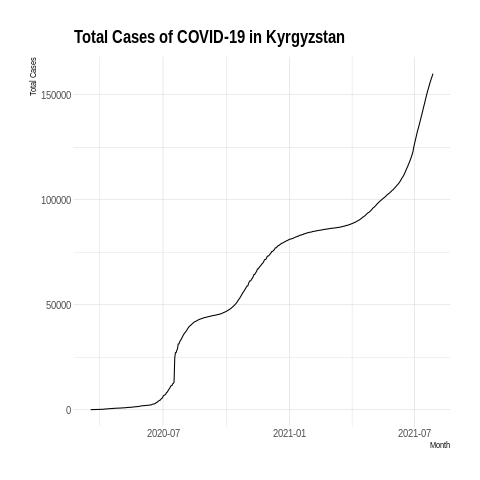 Total Cases of COVID-19 in Kyrgyzstan
Total Cases
150000
100000
50000
0
2020-07
2021-01
2021-07
Month